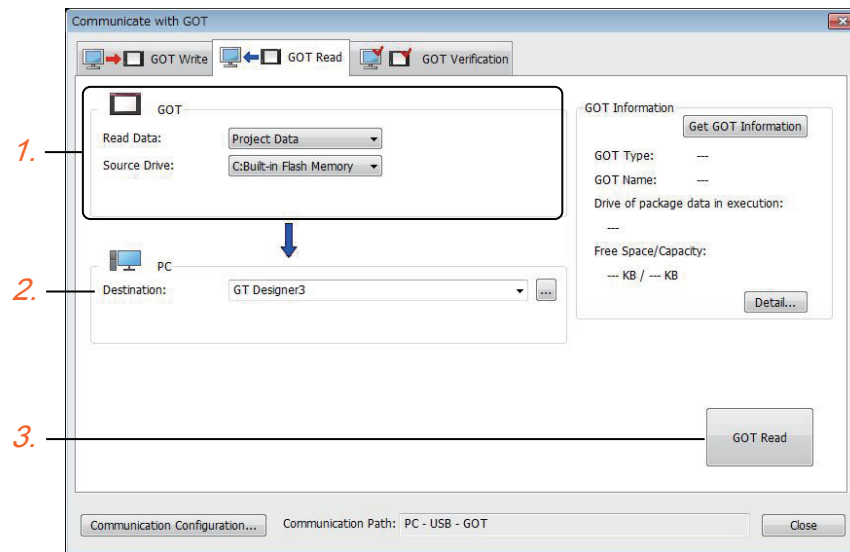 Communicate with GOT
GOT Write
GOT Read
GOT Verification
1.
GOT
Read Data:
Project Data
Source Drive:
C:Built-in Flash Memory
GOT Information
Get GOT Information
GOT Type: ---
GOT Name: ---
Drive of package data in execution:
---
Free Space/Capacity:
--- KB / --- KB
Detail...
2.
PC
Destination:
GT Designer3
...
3.
GOT Read
Communication Configuration...
Communication Path: PC - USB - GOT
Close